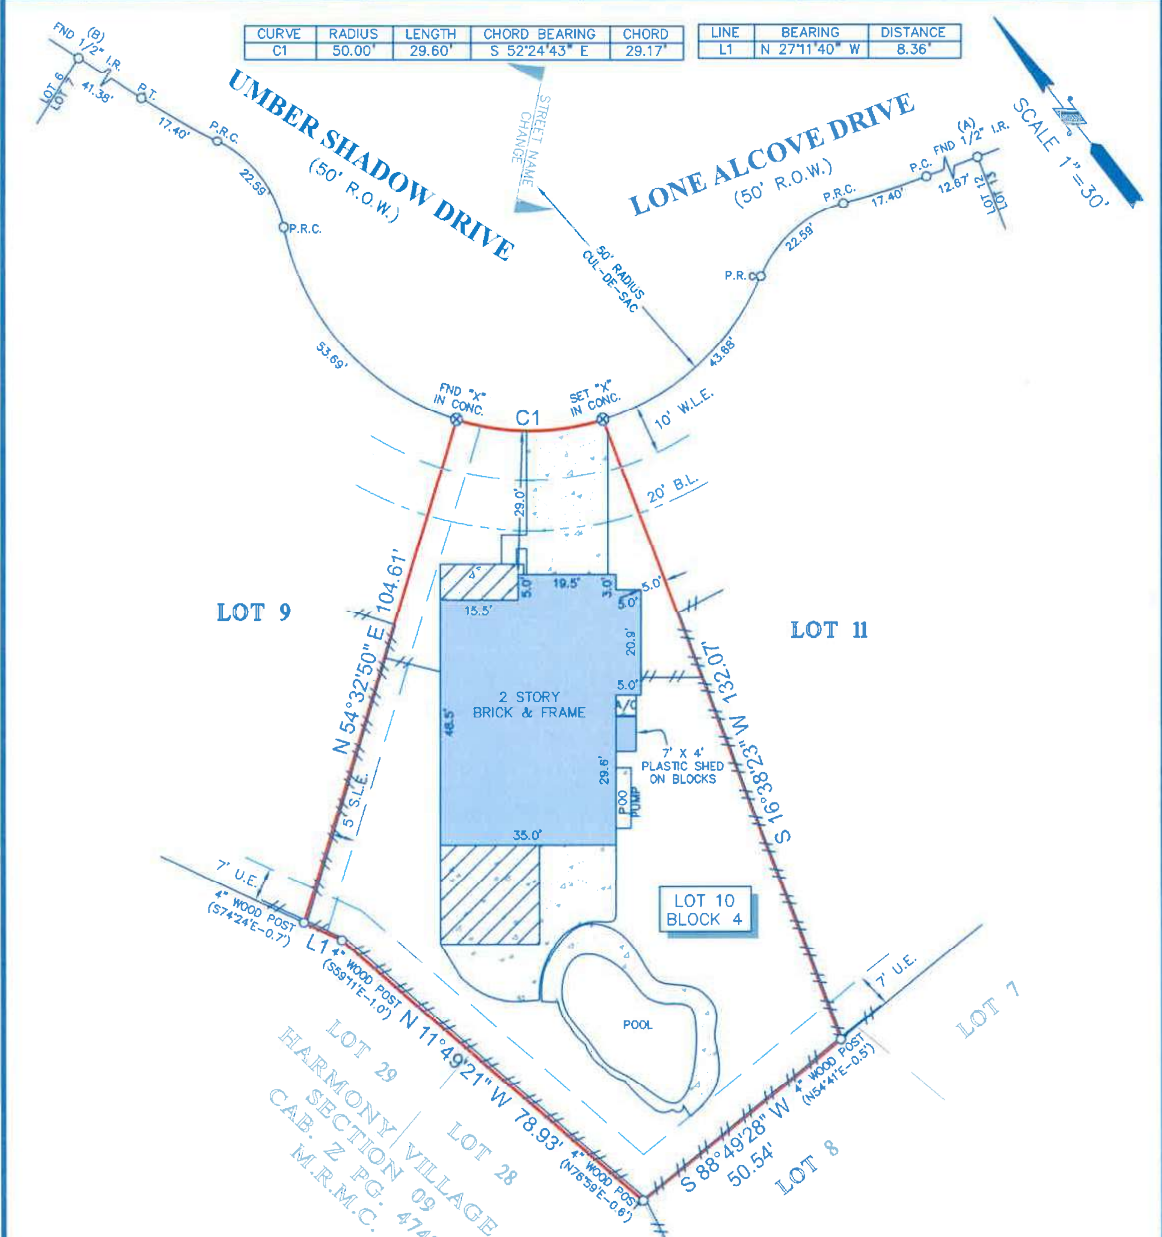 CURVE RADIUS LENGTH CHORD BEARING CHORD
C1 50.00' 29.60' S 52°24'43" E 29.17'
LINE BEARING DISTANCE
L1 N 27°11'40" W 8.36'
(B)
FND 1/2" I.R.
LOT 6
LOT 7
41.38'
P.T.
17.40'
P.R.C.
22.59'
P.R.C.
53.69'
UMBER SHADOW DRIVE
(50' R.O.W.)
STREET NAME
CHANGE
LONE ALCOVE DRIVE
(50' R.O.W.)
SCALE 1"=30'
(A)
FND 1/2" I.R.
LOT 12
LOT 13
12.67'
P.C.
17.40'
P.R.C.
22.59'
P.R.C
43.68'
50' RADIUS
CUL-DE-SAC
FND "X"
IN CONC.
C1
SET "X"
IN CONC.
10' W.L.E.
20' B.L.
29.0'
LOT 9
N 54°32'50" E 104.61'
5' S.L.E.
LOT 11
S 16°38'23" W 132.07'
15.5'
5.0'
19.5'
3.0'
5.0'
5.0'
20.9'
5.0'
48.5'
2 STORY
BRICK & FRAME
A/C
7' X 4'
PLASTIC SHED
ON BLOCKS
29.6'
POO
PUMP
35.0'
LOT 10
BLOCK 4
POOL
7' U.E.
4" WOOD POST
(S74°24'E-0.7')
L1
4" WOOD POST
(S59°11'E-1.0')
N 11°49'21" W 78.93'
4" WOOD POST
(N76°59'E-0.6')
S 88°49'28" W
50.54'
4" WOOD POST
(N54°41'E-0.5')
7' U.E.
LOT 7
LOT 8
LOT 29
LOT 28
HARMONY VILLAGE
SECTION 09
CAB. Z PG. 474
M.R.M.C.